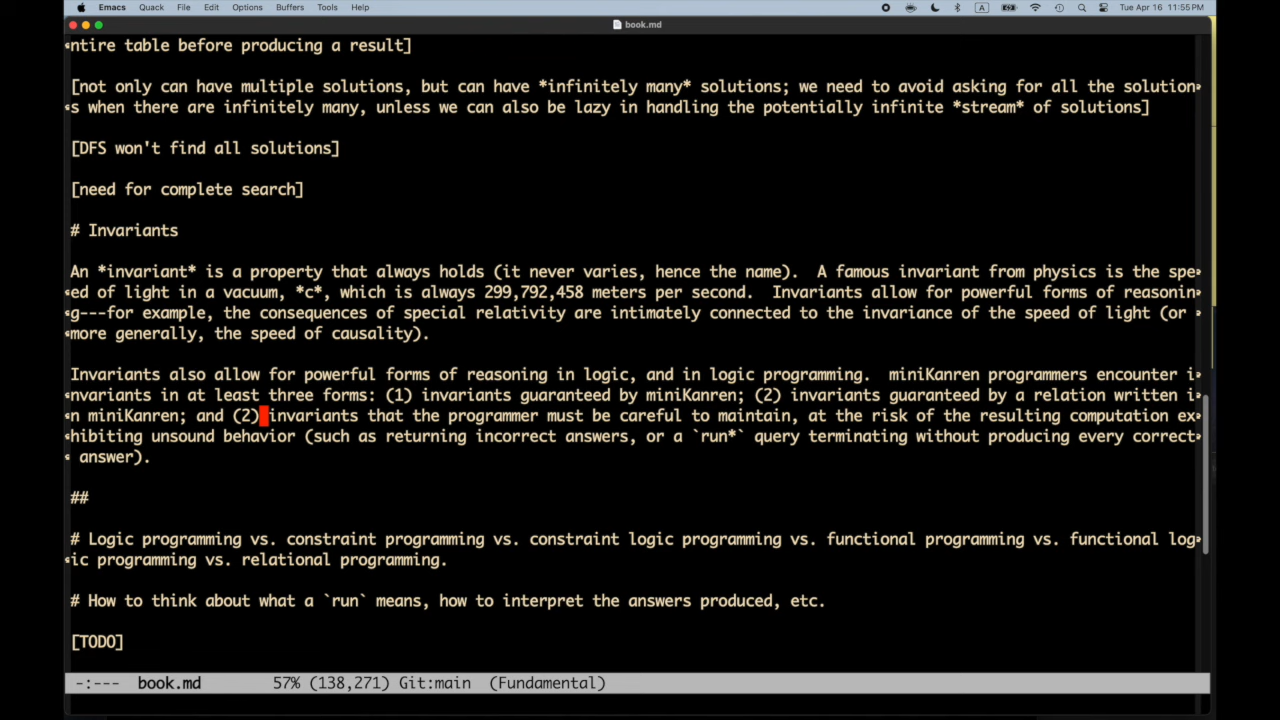 Emacs Quack File Edit Options Buffers Tools Help A Tue Apr 16 11:55 PM
book.md
ntire table before producing a result]
[not only can have multiple solutions, but can have *infinitely many* solutions; we need to avoid asking for all the solution
s when there are infinitely many, unless we can also be lazy in handling the potentially infinite *stream* of solutions]
[DFS won't find all solutions]
[need for complete search]
# Invariants
An *invariant* is a property that always holds (it never varies, hence the name).  A famous invariant from physics is the spe
ed of light in a vacuum, *c*, which is always 299,792,458 meters per second.  Invariants allow for powerful forms of reasonin
g---for example, the consequences of special relativity are intimately connected to the invariance of the speed of light (or
more generally, the speed of causality).
Invariants also allow for powerful forms of reasoning in logic, and in logic programming.  miniKanren programmers encounter i
nvariants in at least three forms: (1) invariants guaranteed by miniKanren; (2) invariants guaranteed by a relation written i
n miniKanren; and (2) invariants that the programmer must be careful to maintain, at the risk of the resulting computation ex
hibiting unsound behavior (such as returning incorrect answers, or a `run*` query terminating without producing every correct
answer).
##
# Logic programming vs. constraint programming vs. constraint logic programming vs. functional programming vs. functional log
ic programming vs. relational programming.
# How to think about what a `run` means, how to interpret the answers produced, etc.
[TODO]
-:--- book.md 57% (138,271) Git:main (Fundamental)